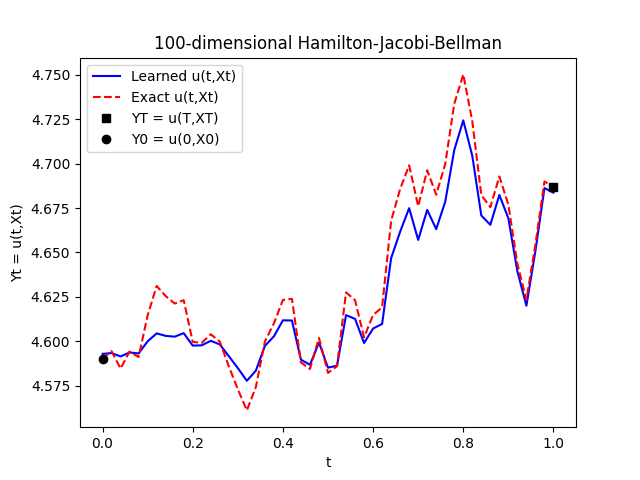 100-dimensional Hamilton-Jacobi-Bellman
Learned u(t,Xt)
Exact u(t,Xt)
YT = u(T,XT)
Y0 = u(0,X0)
Yt = u(t,Xt)
4.750
4.725
4.700
4.675
4.650
4.625
4.600
4.575
0.0 0.2 0.4 0.6 0.8 1.0
t